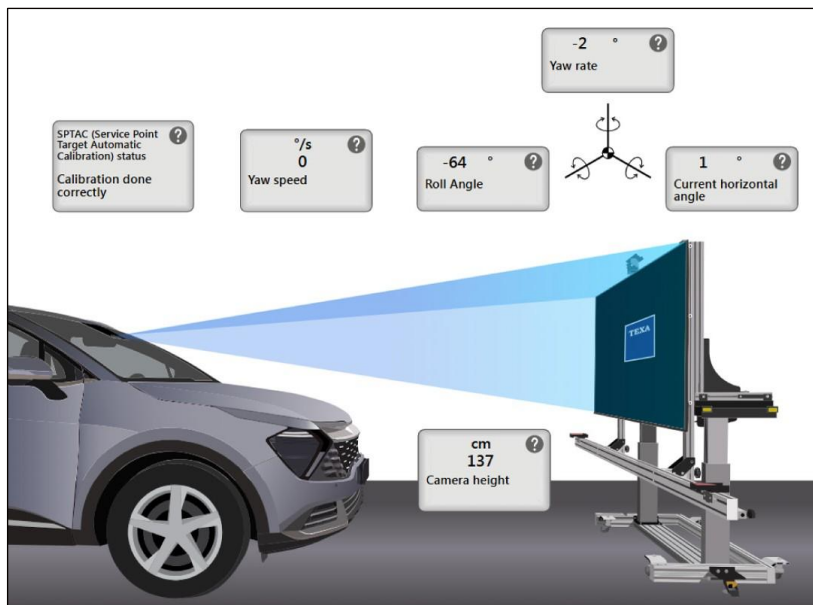 -2 °
?
Yaw rate
SPTAC (Service Point
Target Automatic
Calibration) status
?
Calibration done
correctly
°/s
?
0
Yaw speed
-64 °
?
Roll Angle
1 °
?
Current horizontal
angle
TEXA
cm
?
137
Camera height